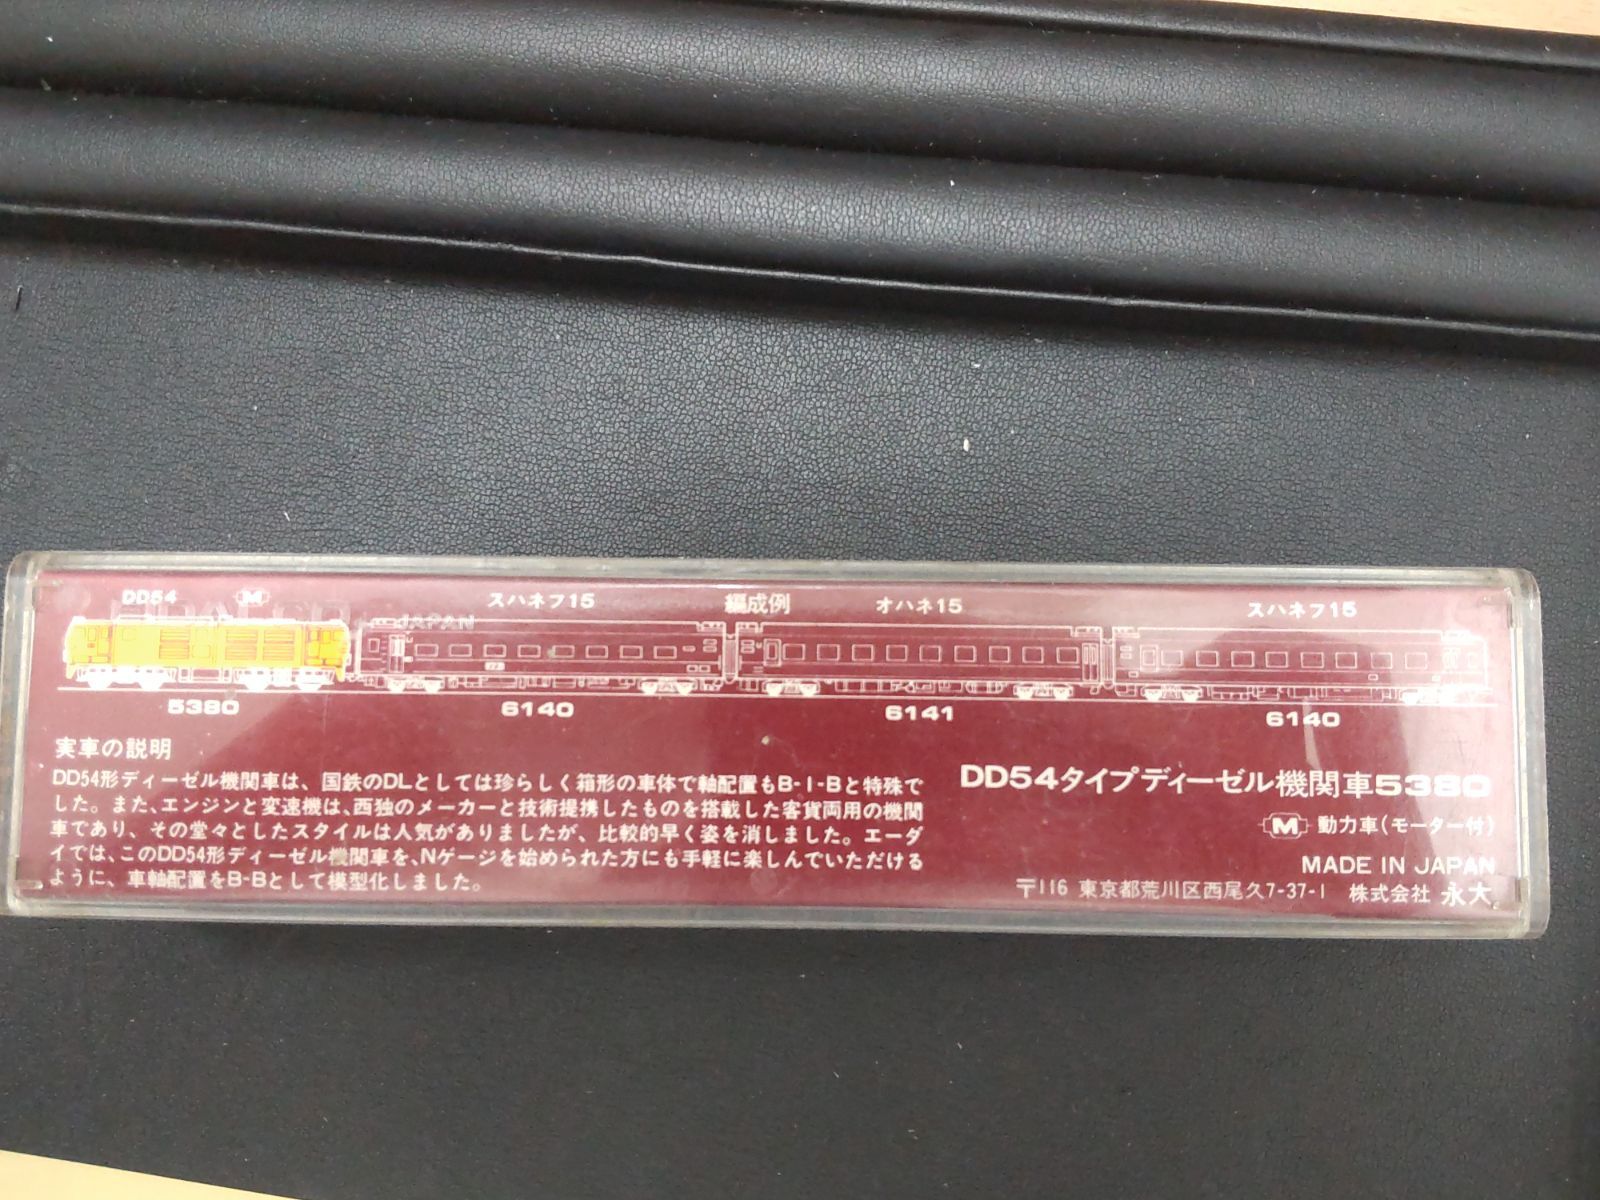 DD54 M スハネフ15 編成例 オハネ15 スハネフ15
JAPAN
5380 6140 6141 6140
実車の説明
DD54形ディーゼル機関車は、国鉄のDLとしては珍らしく箱形の車体で軸配置もB-1-Bと特殊で
した。また、エンジンと変速機は、西独のメーカーと技術提携したものを搭載した客貨両用の機関
車であり、その堂々としたスタイルは人気がありましたが、比較的早く姿を消しました。エーダ
イでは、このDD54形ディーゼル機関車を、Nゲージを始められた方にも手軽に楽しんでいただける
ように、車軸配置をB-Bとして模型化しました。
DD54タイプディーゼル機関車5380
M 動力車(モーター付)
MADE IN JAPAN
〒116 東京都荒川区西尾久7-37-1 株式会社 永大